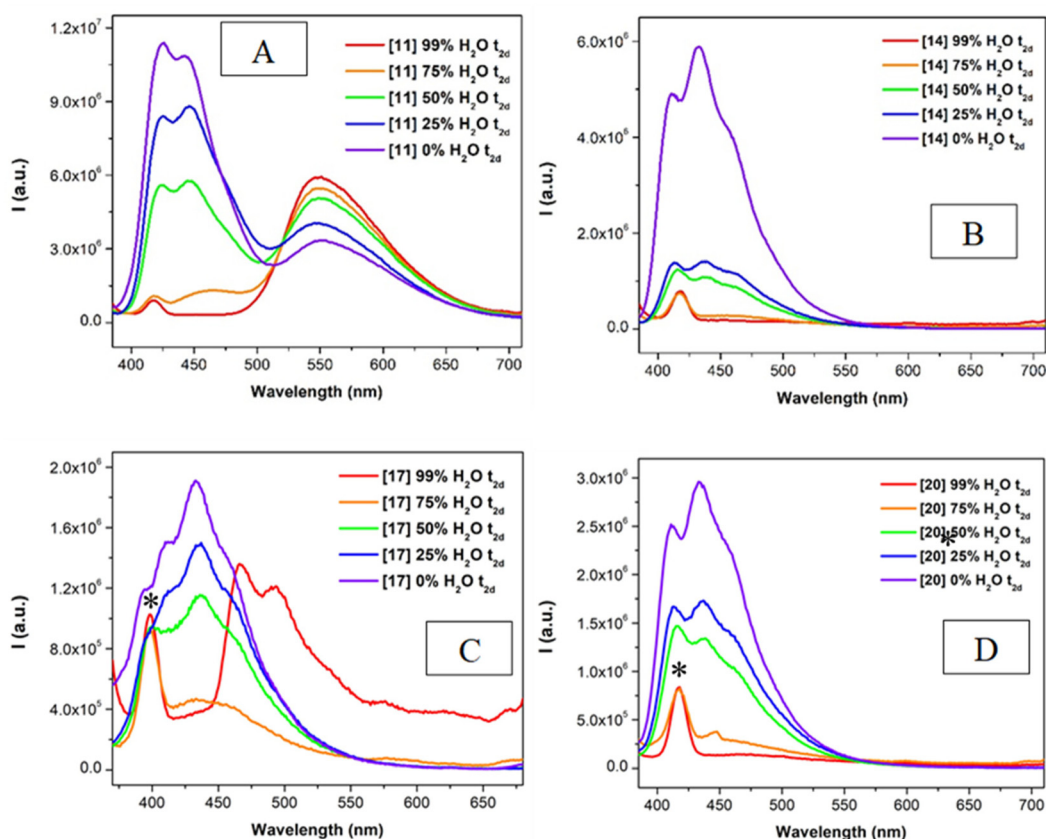 A
I (a.u.)
1.2x10⁷
9.0x10⁶
6.0x10⁶
3.0x10⁶
0.0
[11] 99% H₂O t₂d
[11] 75% H₂O t₂d
[11] 50% H₂O t₂d
[11] 25% H₂O t₂d
[11] 0% H₂O t₂d
400 450 500 550 600 650 700
Wavelength (nm)
B
I (a.u.)
6.0x10⁶
4.0x10⁶
2.0x10⁶
0.0
[14] 99% H₂O t₂d
[14] 75% H₂O t₂d
[14] 50% H₂O t₂d
[14] 25% H₂O t₂d
[14] 0% H₂O t₂d
400 450 500 550 600 650 700
Wavelength (nm)
C
I (a.u.)
2.0x10⁶
1.6x10⁶
1.2x10⁶
8.0x10⁵
4.0x10⁵
0.0
[17] 99% H₂O t₂d
[17] 75% H₂O t₂d
[17] 50% H₂O t₂d
[17] 25% H₂O t₂d
[17] 0% H₂O t₂d
*
400 450 500 550 600 650
Wavelength (nm)
D
I (a.u.)
3.0x10⁶
2.5x10⁶
2.0x10⁶
1.5x10⁶
1.0x10⁶
5.0x10⁵
0.0
[20] 99% H₂O t₂d
[20] 75% H₂O t₂d
[20] 50% H₂O t₂d
[20] 25% H₂O t₂d
[20] 0% H₂O t₂d
*
*
400 450 500 550 600 650 700
Wavelength (nm)